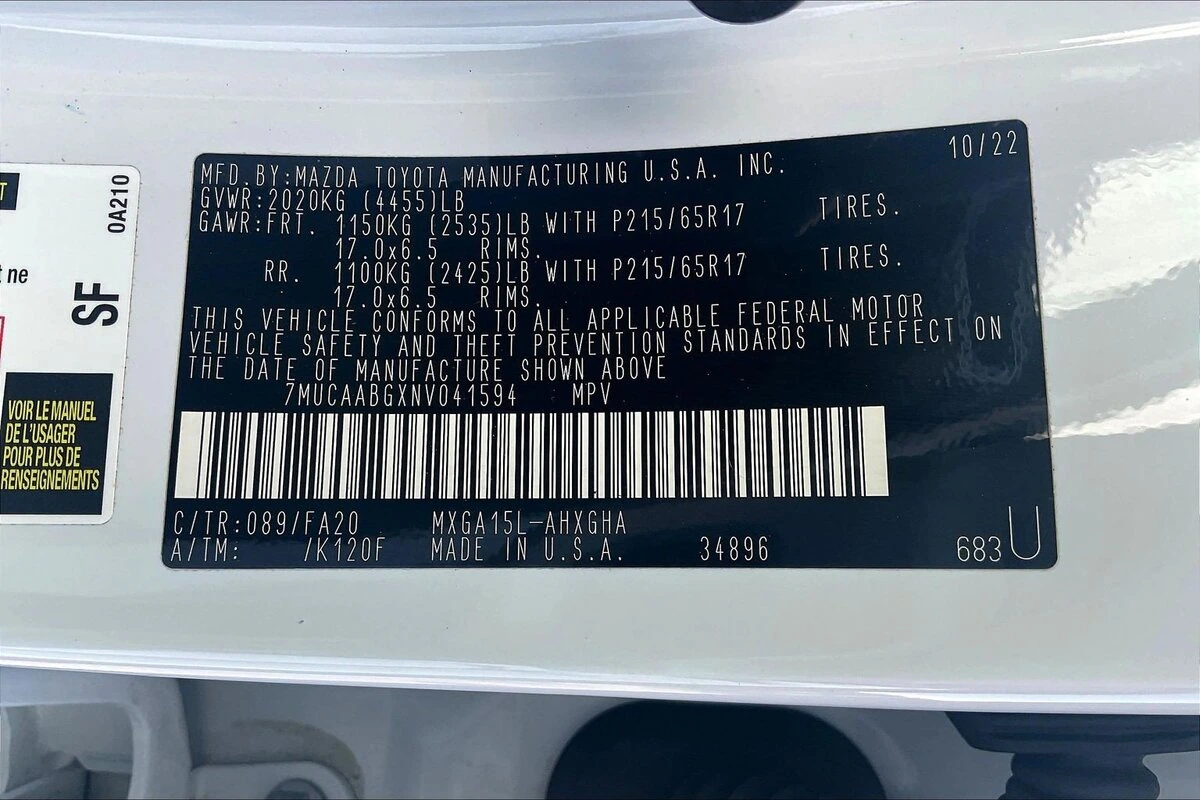 10/22
MFD.BY:MAZDA TOYOTA MANUFACTURING U.S.A. INC.
GVWR:2020KG (4455)LB
GAWR:FRT. 1150KG (2535)LB WITH P215/65R17 TIRES.
17.0x6.5 RIMS.
RR. 1100KG (2425)LB WITH P215/65R17 TIRES.
17.0x6.5 RIMS.
THIS VEHICLE CONFORMS TO ALL APPLICABLE FEDERAL MOTOR
VEHICLE SAFETY AND THEFT PREVENTION STANDARDS IN EFFECT ON
THE DATE OF MANUFACTURE SHOWN ABOVE
7MUCAABGXNV041594 MPV
C/TR:089/FA20 MXGA15L-AHXGHA
A/TM: /K120F MADE IN U.S.A. 34896 683 U
0A210
SF
ne
VOIR LE MANUEL
DE L'USAGER
POUR PLUS DE
RENSEIGNEMENTS